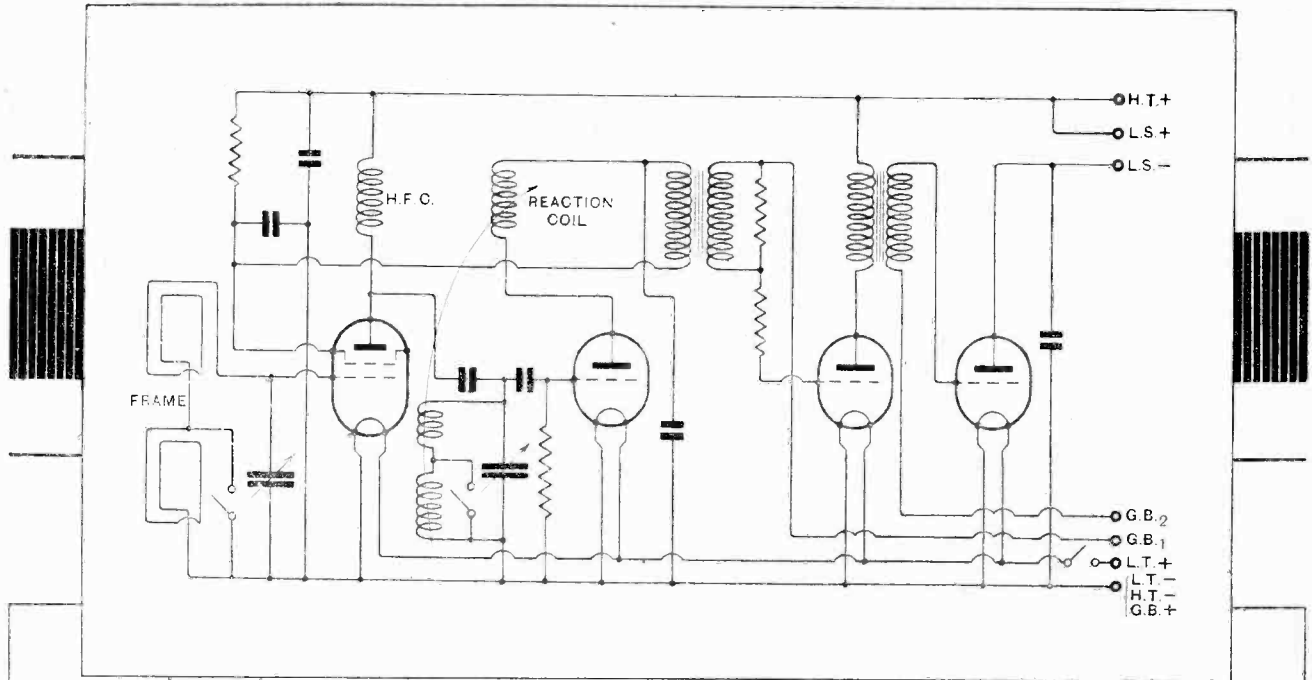 H.T.+
L.S.+
L.S.−
H.F.C.
REACTION
COIL
FRAME
G.B.2
G.B.1
L.T.+
L.T.−
H.T.−
G.B.+